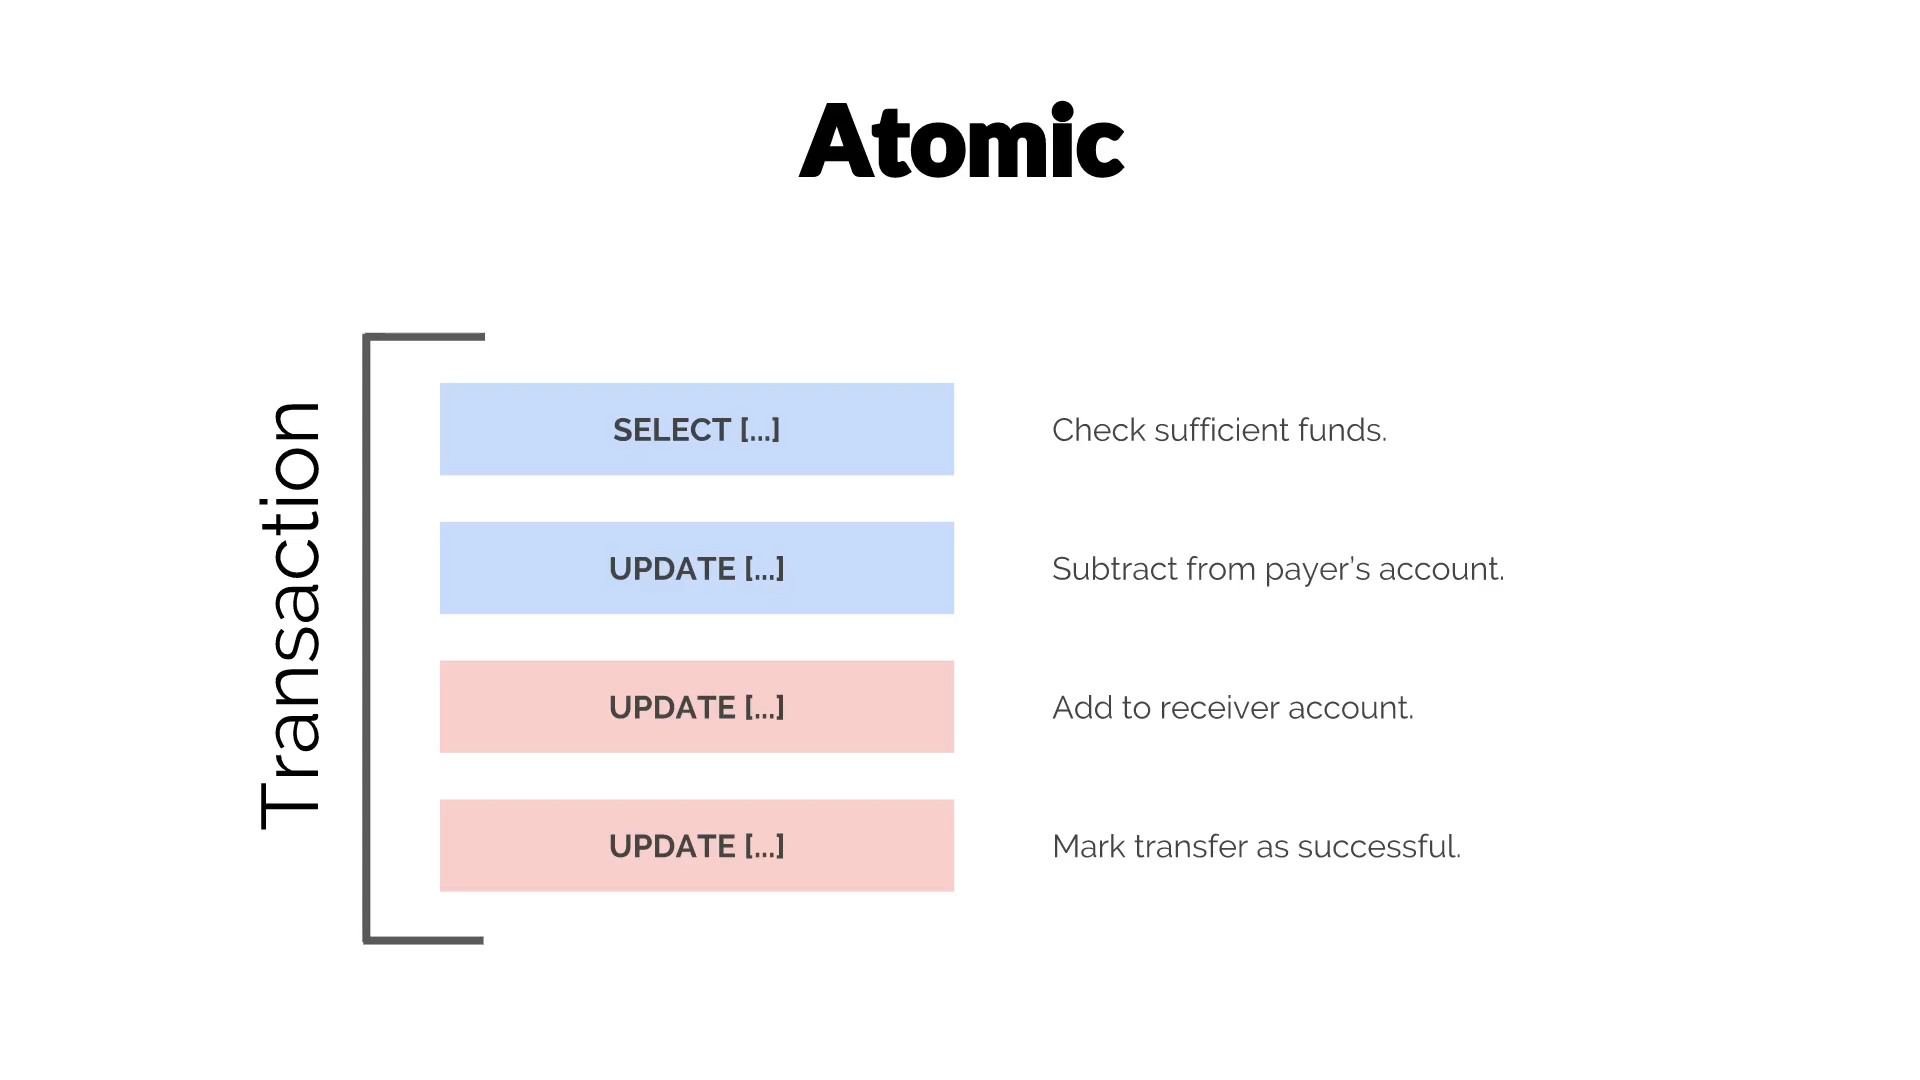 Atomic
Transaction
SELECT [...]
Check sufficient funds.
UPDATE [...]
Subtract from payer’s account.
UPDATE [...]
Add to receiver account.
UPDATE [...]
Mark transfer as successful.